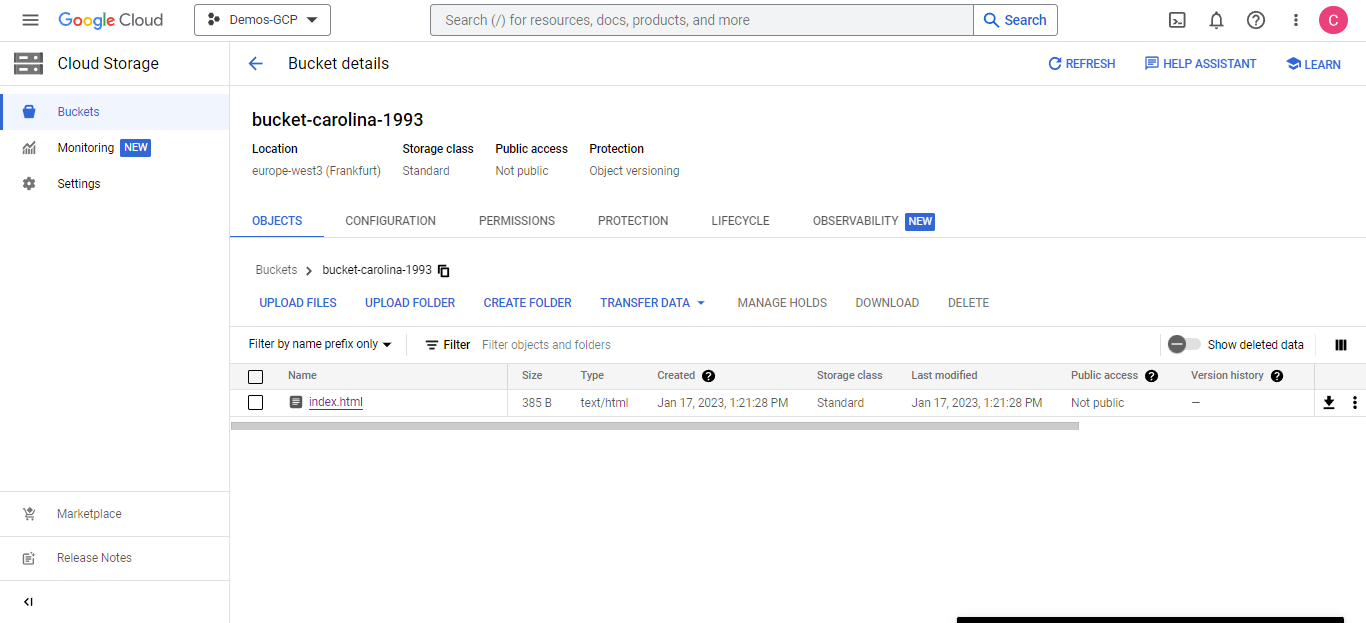 Google Cloud Demos-GCP Search (/) for resources, docs, products, and more Search C
Cloud Storage Bucket details REFRESH HELP ASSISTANT LEARN
Buckets
Monitoring NEW
Settings
bucket-carolina-1993
Location Storage class Public access Protection
europe-west3 (Frankfurt) Standard Not public Object versioning
OBJECTS CONFIGURATION PERMISSIONS PROTECTION LIFECYCLE OBSERVABILITY NEW
Buckets bucket-carolina-1993
UPLOAD FILES UPLOAD FOLDER CREATE FOLDER TRANSFER DATA MANAGE HOLDS DOWNLOAD DELETE
Filter by name prefix only Filter Filter objects and folders Show deleted data
Name Size Type Created Storage class Last modified Public access Version history
index.html 385 B text/html Jan 17, 2023, 1:21:28 PM Standard Jan 17, 2023, 1:21:28 PM Not public —
Marketplace
Release Notes